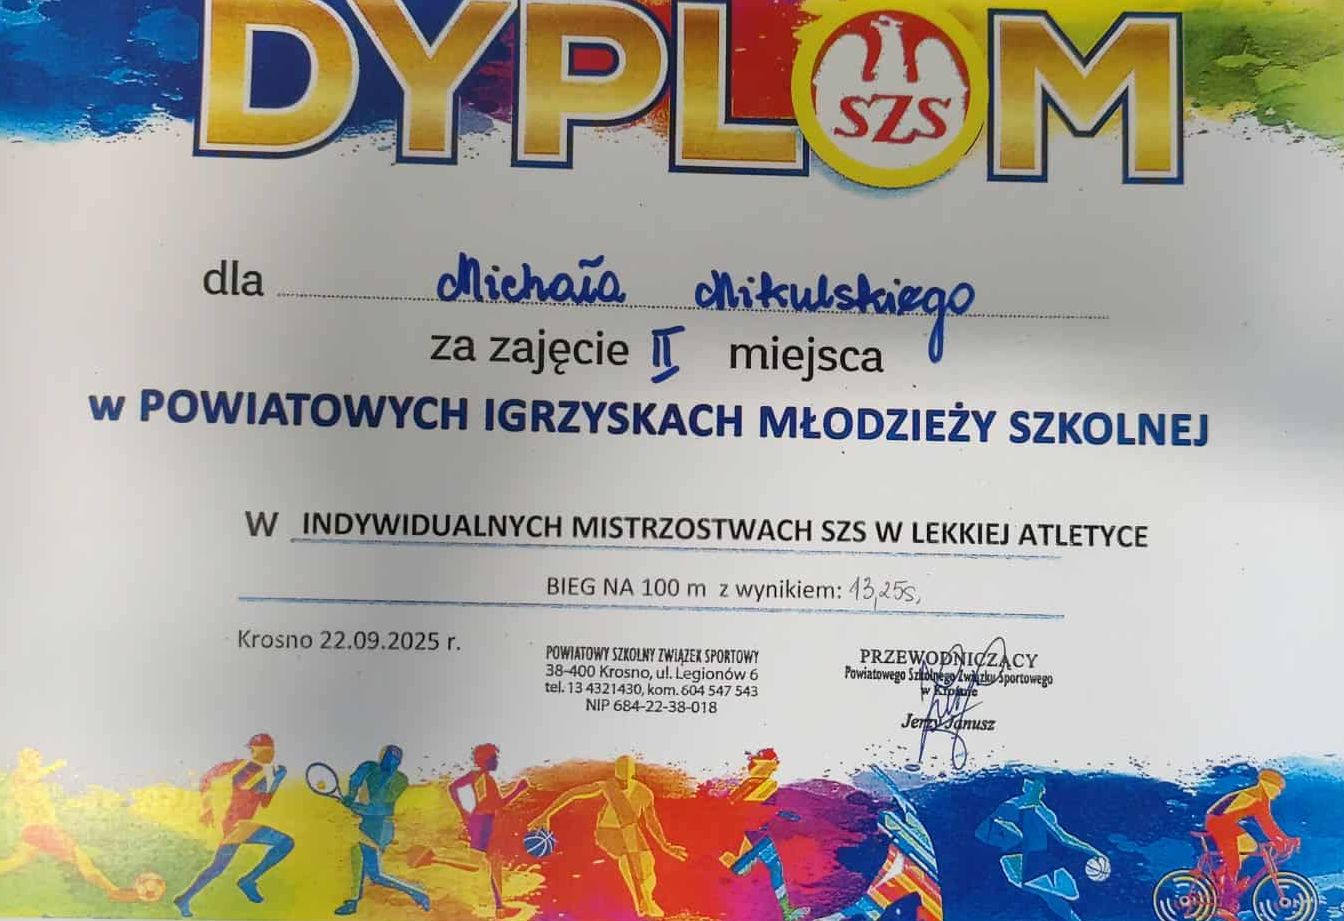 DYPLOM
SZS
dla Michała Mikulskiego
za zajęcie II miejsca
w POWIATOWYCH IGRZYSKACH MŁODZIEŻY SZKOLNEJ
W INDYWIDUALNYCH MISTRZOSTWACH SZS W LEKKIEJ ATLETYCE
BIEG NA 100 m z wynikiem: 13,25s,
Krosno 22.09.2025 r.
POWIATOWY SZKOLNY ZWIĄZEK SPORTOWY
38-400 Krosno, ul. Legionów 6
tel. 13 4321430, kom. 604 547 543
NIP 684-22-38-018
PRZEWODNICZĄCY
Powiatowego Szkolnego Związku Sportowego
w Krośnie
Jerzy Janusz